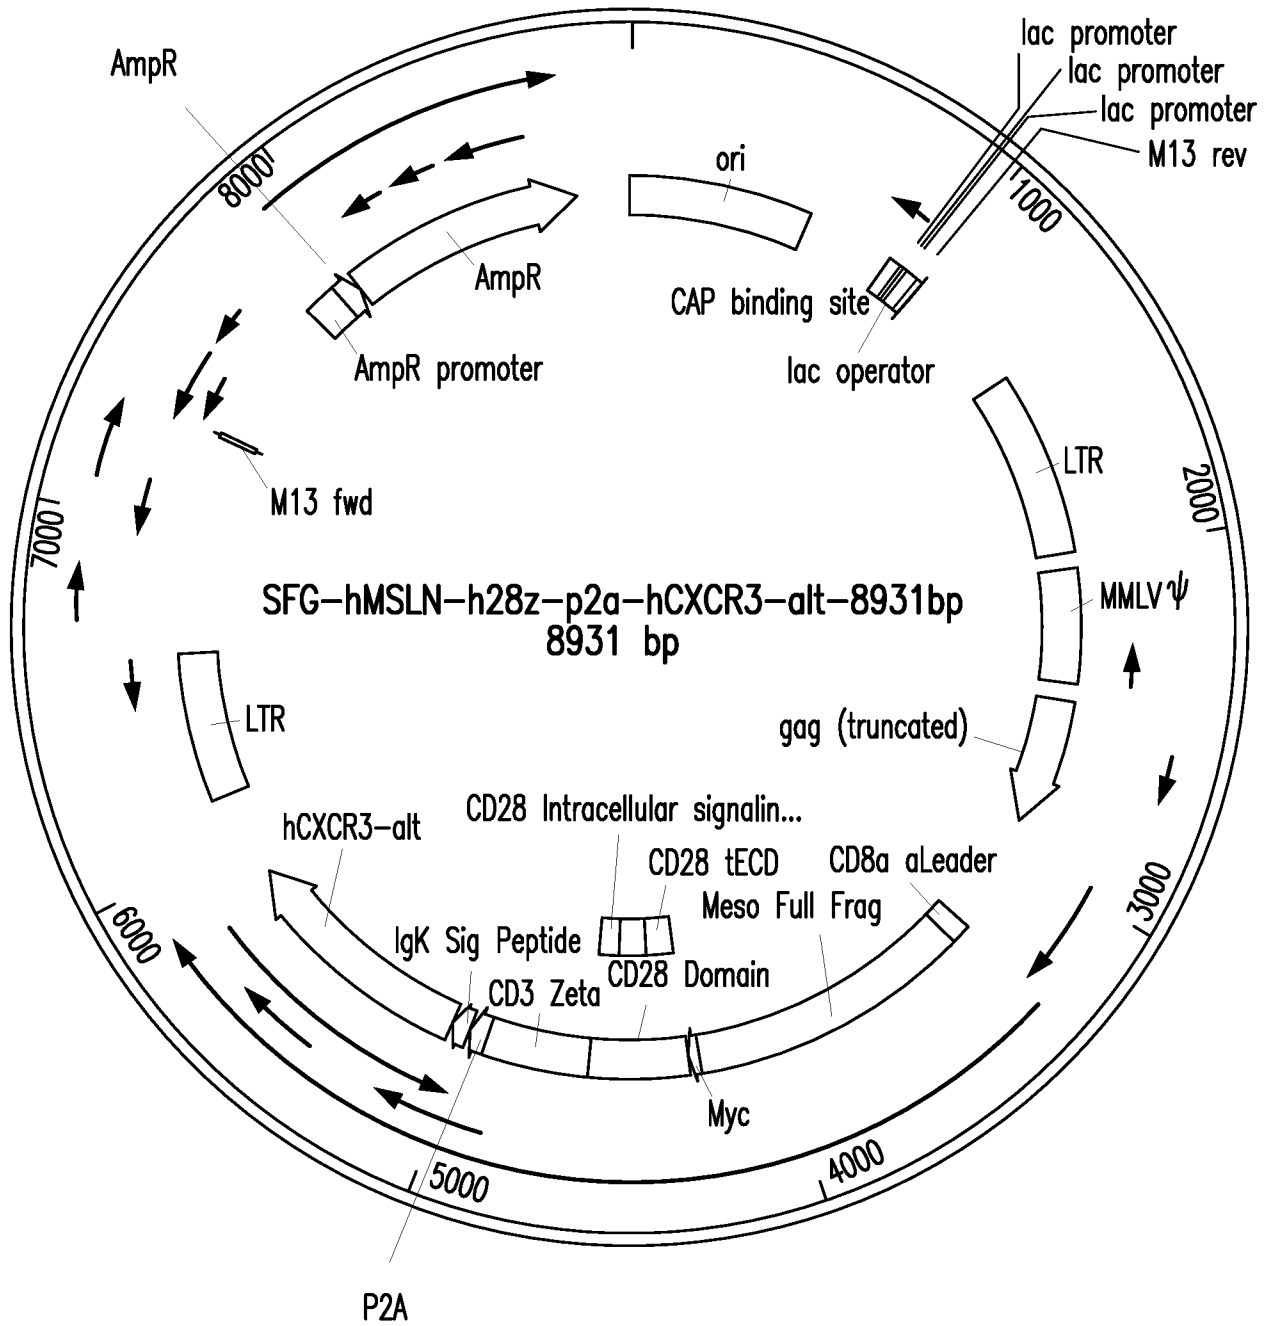 lac promoter
AmpR
lac promoter
lac promoter
M13 rev
ori
8000
1000
AmpR
CAP binding site
AmpR promoter
lac operator
LTR
2000
M13 fwd
7000
SFG-hMSLN-h28z-p2a-hCXCR3-alt-8931bp
8931 bp
MMLV ψ
LTR
gag (truncated)
CD28 Intracellular signalin...
hCXCR3-alt
CD28 tECD
CD8a aLeader
3000
Meso Full Frag
6000
IgK Sig Peptide
CD28 Domain
CD3 Zeta
Myc
4000
5000
P2A